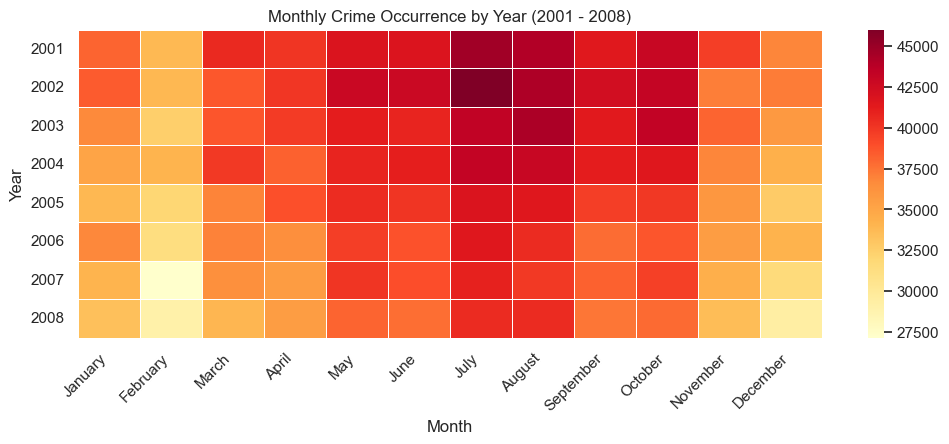 Monthly Crime Occurrence by Year (2001 - 2008)
Year
2001
2002
2003
2004
2005
2006
2007
2008
January
February
March
April
May
June
July
August
September
October
November
December
Month
45000
42500
40000
37500
35000
32500
30000
27500